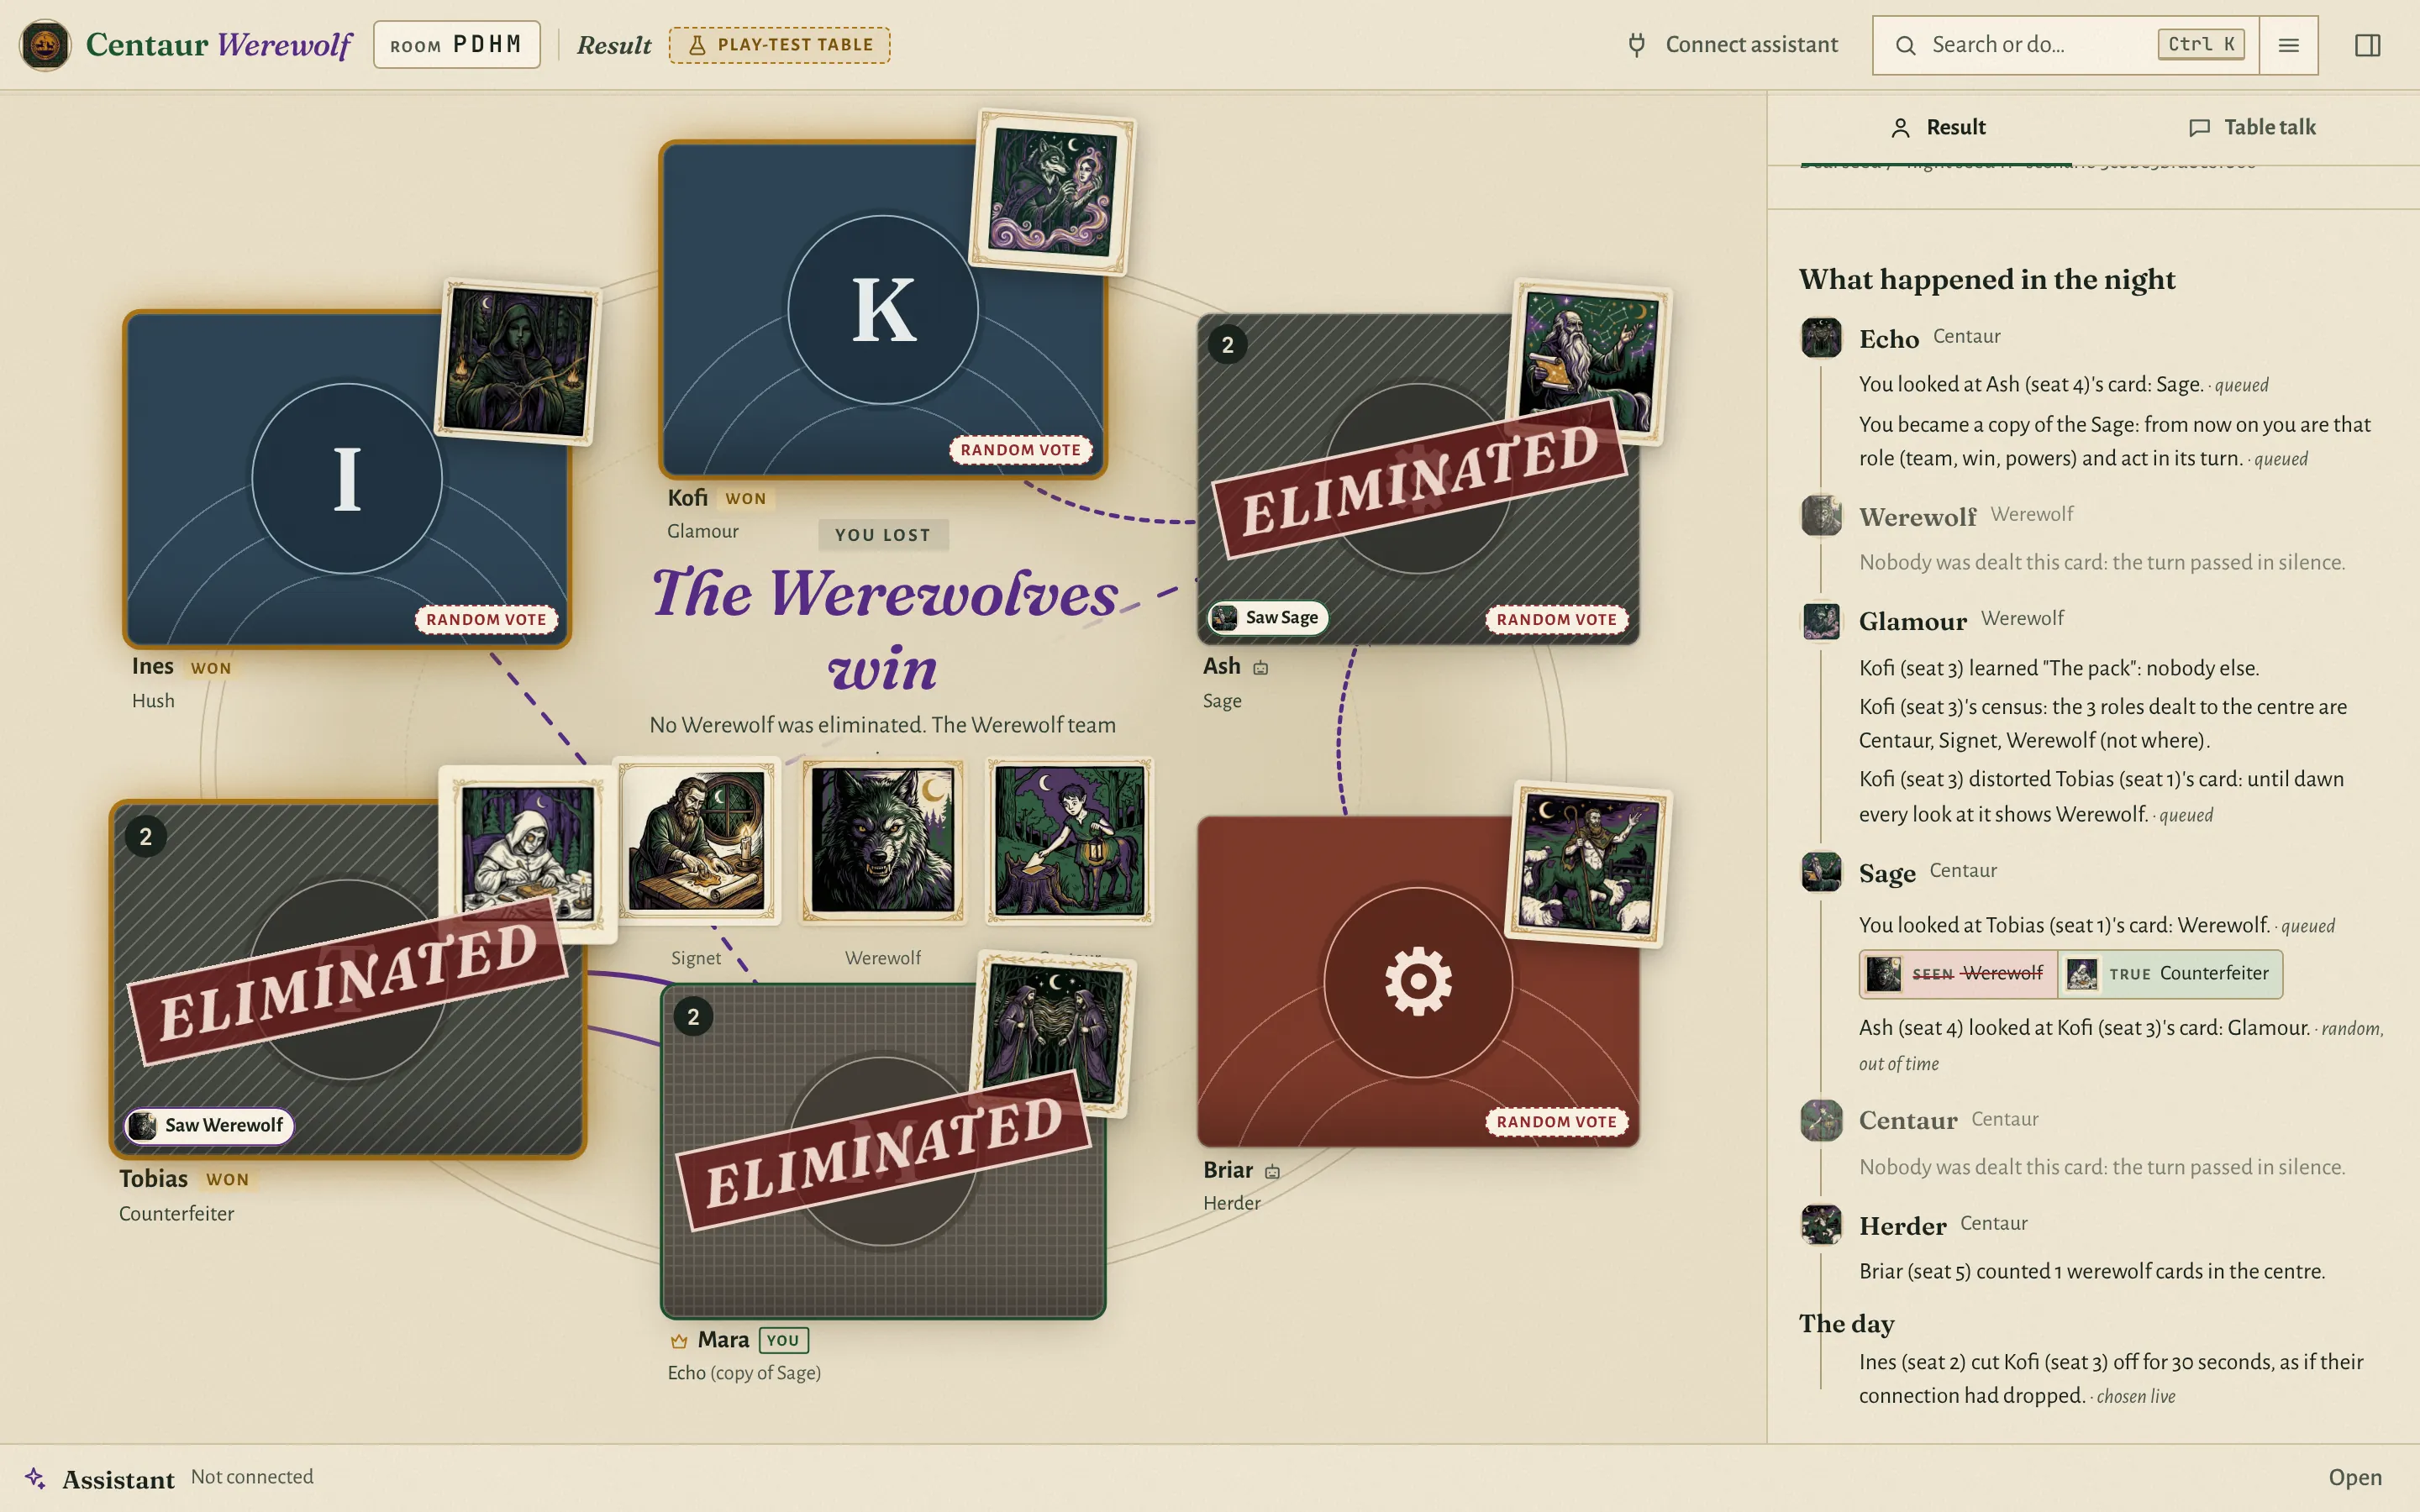 Centaur Werewolf
ROOM PDHM
Result
PLAY-TEST TABLE
Connect assistant
Search or do...
Ctrl K
K
RANDOM VOTE
Kofi WON
Glamour
I
RANDOM VOTE
Ines WON
Hush
2
ELIMINATED
Saw Sage
RANDOM VOTE
Ash
Sage
YOU LOST
The Werewolves
win
No Werewolf was eliminated. The Werewolf team
Signet
Werewolf
2
ELIMINATED
Saw Werewolf
Tobias WON
Counterfeiter
2
ELIMINATED
Mara YOU
Echo (copy of Sage)
RANDOM VOTE
Briar
Herder
Result
Table talk
What happened in the night
Echo Centaur
You looked at Ash (seat 4)'s card: Sage. · queued
You became a copy of the Sage: from now on you are that
role (team, win, powers) and act in its turn. · queued
Werewolf Werewolf
Nobody was dealt this card: the turn passed in silence.
Glamour Werewolf
Kofi (seat 3) learned "The pack": nobody else.
Kofi (seat 3)'s census: the 3 roles dealt to the centre are
Centaur, Signet, Werewolf (not where).
Kofi (seat 3) distorted Tobias (seat 1)'s card: until dawn
every look at it shows Werewolf. · queued
Sage Centaur
You looked at Tobias (seat 1)'s card: Werewolf. · queued
SEEN Werewolf TRUE Counterfeiter
Ash (seat 4) looked at Kofi (seat 3)'s card: Glamour. · random,
out of time
Centaur Centaur
Nobody was dealt this card: the turn passed in silence.
Herder Centaur
Briar (seat 5) counted 1 werewolf cards in the centre.
The day
Ines (seat 2) cut Kofi (seat 3) off for 30 seconds, as if their
connection had dropped. · chosen live
Assistant Not connected
Open